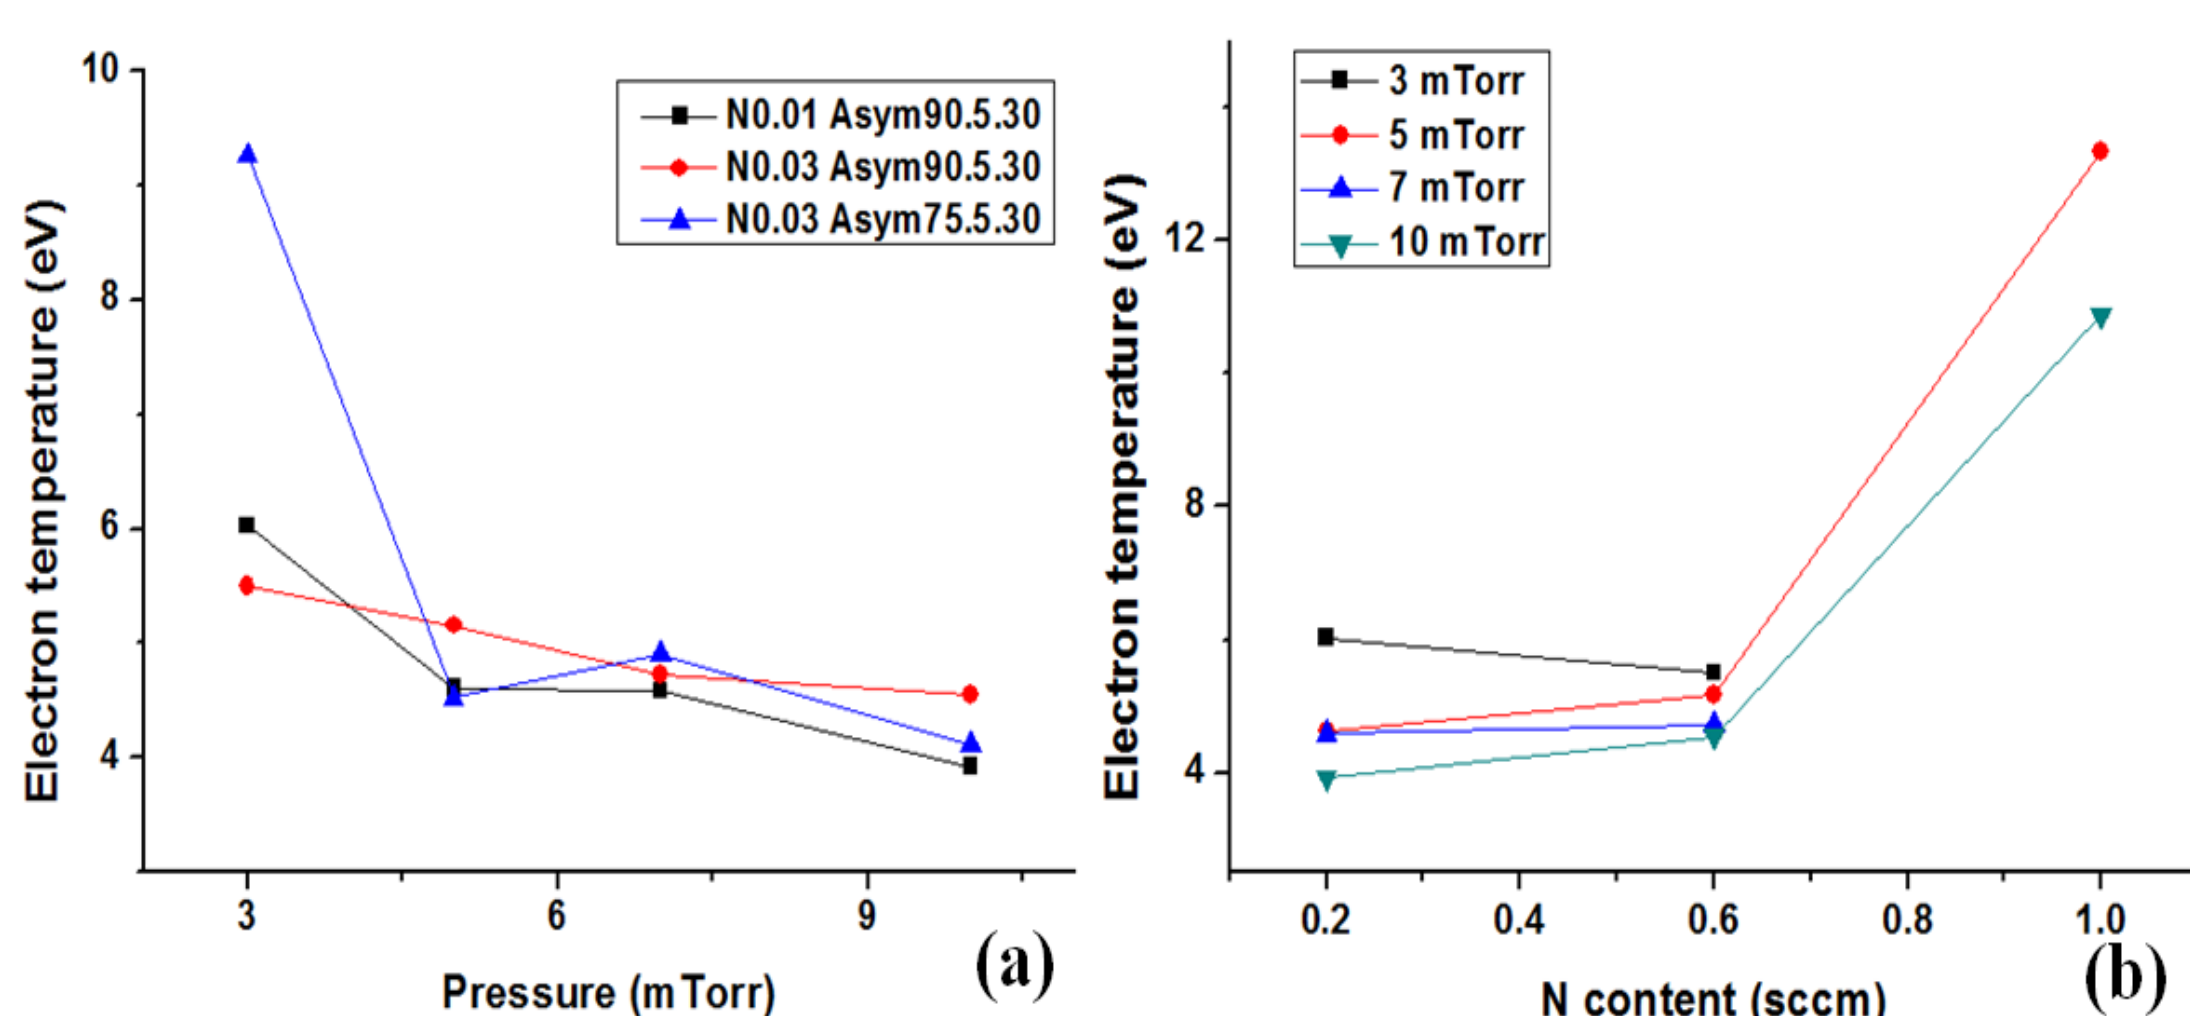 10
8
6
4
Electron temperature (eV)
N0.01 Asym90.5.30
N0.03 Asym90.5.30
N0.03 Asym75.5.30
3 6 9
Pressure (mTorr)
(a)
12
8
4
Electron temperature (eV)
3 mTorr
5 mTorr
7 mTorr
10 mTorr
0.2 0.4 0.6 0.8 1.0
N content (sccm)
(b)